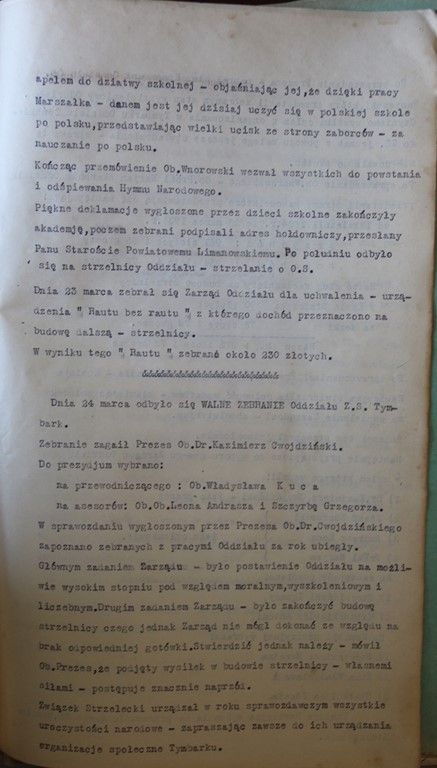 apelem do dziatwy szkolnej - objaśniając jej,że dzięki pracy
Marszałka - danem jest jej dzisiaj uczyć się w polskiej szkole
po polsku,przedstawiając wielki ucisk ze strony zaborców - za
nauczanie po polsku.
Kończąc przemówienie Ob.Wnorowski wezwał wszystkich do powstania
i odśpiewania Hymnu Narodowego.
Piękne deklamacje wygłoszone przez dzieci szkolne zakończyły
akademję,poczem zebrani podpisali adres hołdowniczy,przesłany
Panu Staroście Powiatowemu Limanowskiemu. Po południu odbyło
się na strzelnicy Oddziału - strzelanie o O.S.
Dnia 23 marca zebrał się Zarząd Oddziału dla uchwalenia - urzą-
dzenia " Rautu bez rautu ", z którego dochód przeznaczono na
budowę dalszą - strzelnicy.
W wyniku tego " Rautu " zebrano około 230 złotych.
Dnia 24 marca odbyło się WALNE ZEBRANIE Oddziału Z.S. Tym-
bark.
Zebranie zagaił Prezes Ob.Dr.Kazimierz Cwojdziński.
Do prezydjum wybrano:
na przewodniczącego : Ob.Władysława K u c a
na asesorów: Ob.Ob.Leona Andrasza i Szczyrbę Grzegorza.
W sprawozdaniu wygłoszonym przez Prezesa Ob.Dr.Cwojdzińskiego
zapoznano zebranych z pracymi Oddziału za rok ubiegły.
Głównym zadaniem Zarządu - było postawienie Oddziału na możli-
wie wysokim stopniu pod względem moralnym,wyszkoleniowym i
liczebnym.Drugim zadaniem Zarządu - było zakończyć budowę
strzelnicy czego jednak Zarząd nie mógł dokonać ze względu na
brak odpowiedniej gotówki.Stwierdzić jednak należy - mówił
Ob.Prezes,że podjęty wysiłek w budowie strzelnicy - własnemi
siłami - postępuje znacznie naprzód.
Związek Strzelecki urządzał w roku sprawozdawczym wszystkie
uroczystości narodowe - zapraszając zawsze do ich urządzania
organizacje społeczne Tymbarku.